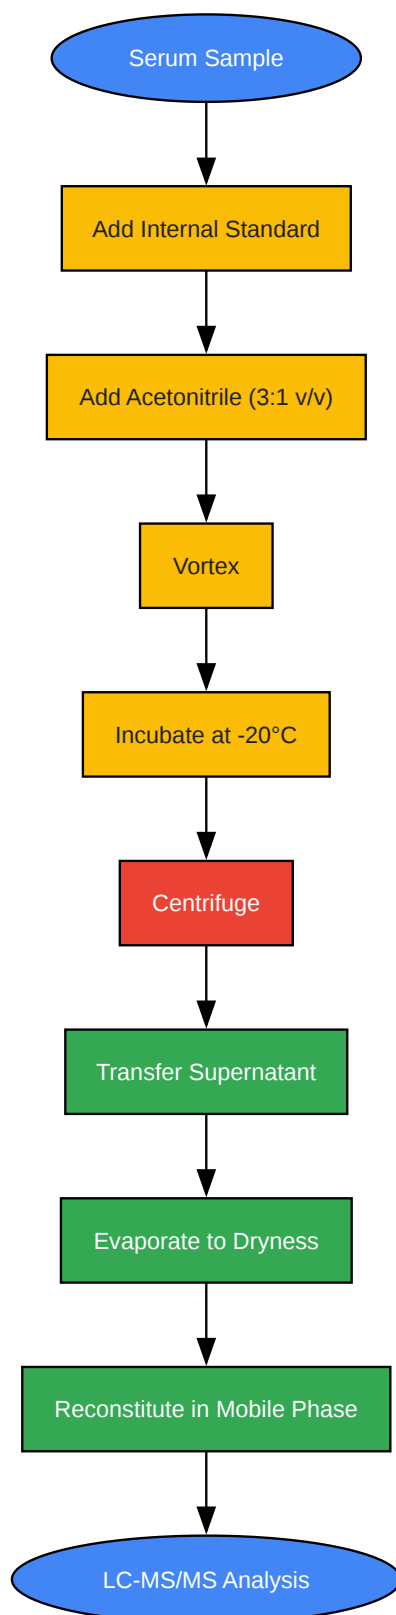 Serum Sample
Add Internal Standard
Add Acetonitrile (3:1 v/v)
Vortex
Incubate at -20°C
Centrifuge
Transfer Supernatant
Evaporate to Dryness
Reconstitute in Mobile Phase
LC-MS/MS Analysis